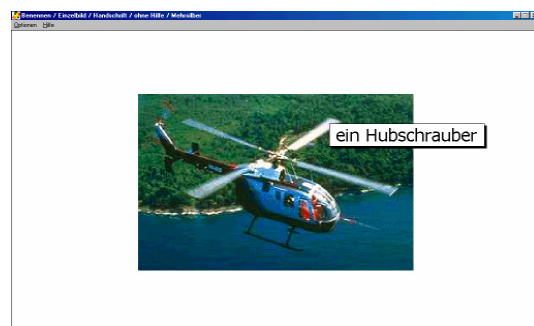 Benennen / Einzelbild / Handschrift / ohne Hilfe / Mehrsilber
Optionen Hilfe
ein Hubschrauber